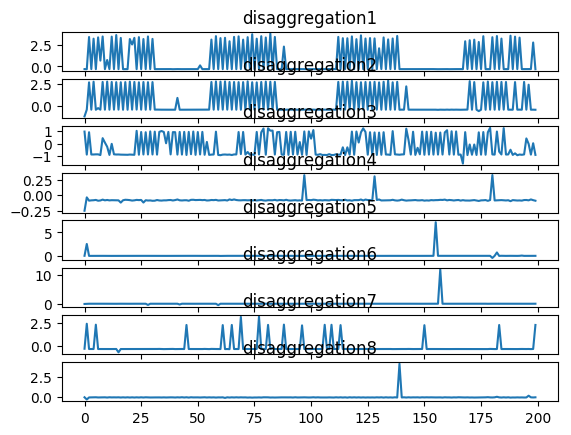 disaggregation1
2.5
0.0
disaggregation2
2.5
0.0
disaggregation3
1
0
−1
disaggregation4
0.25
0.00
−0.25
disaggregation5
5
0
disaggregation6
10
0
disaggregation7
2.5
0.0
disaggregation8
2.5
0.0
0 25 50 75 100 125 150 175 200